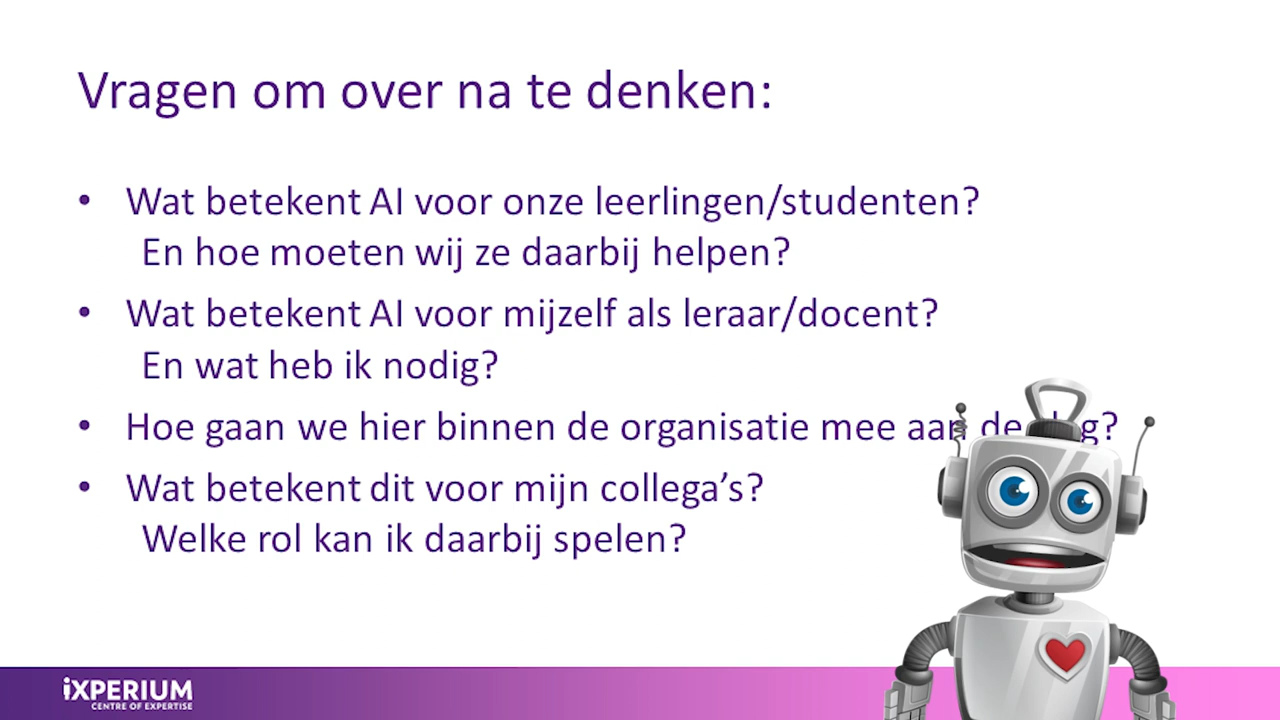 Vragen om over na te denken:
• Wat betekent AI voor onze leerlingen/studenten?
En hoe moeten wij ze daarbij helpen?
• Wat betekent AI voor mijzelf als leraar/docent?
En wat heb ik nodig?
• Hoe gaan we hier binnen de organisatie mee aan de
• Wat betekent dit voor mijn collega's?
Welke rol kan ik daarbij spelen?
iXPERIUM
CENTRE OF EXPERTISE